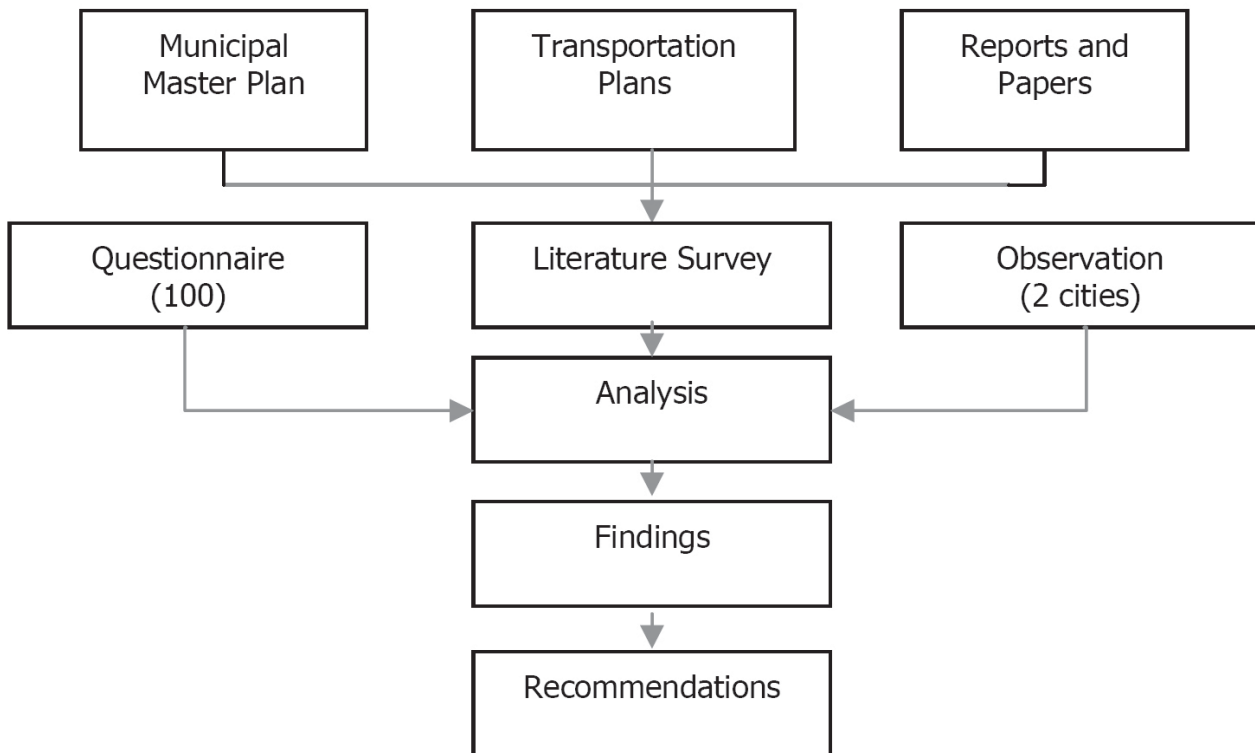 Municipal
Master Plan
Transportation
Plans
Reports and
Papers
Questionnaire
(100)
Literature Survey
Observation
(2 cities)
Analysis
Findings
Recommendations